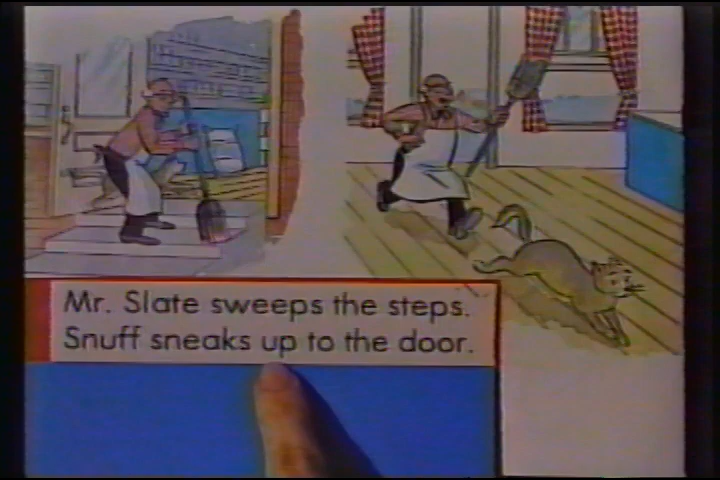 Mr. Slate sweeps the steps.
Snuff sneaks up to the door.